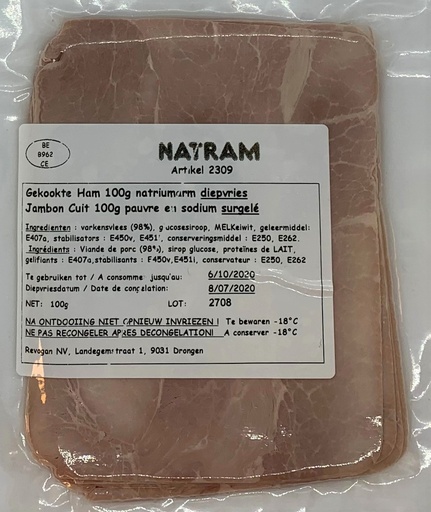 BE
8962
CE
NATRAM
Artikel 2309
Gekookte Ham 100g natriumarm diepvries
Jambon Cuit 100g pauvre en sodium surgelé
Ingredienten : varkensvlees (98%), glucosesiroop, MELKeiwit, geleermiddel:
E407a, stabilisators : E450v, E451i, conserveringsmiddel : E250, E262.
Ingrédients : Viande de porc (98%), sirop glucose, proteïnes de LAIT,
gelifiants : E407a,stabilisants : E450v,E451i, conservateur : E250, E262
Te gebruiken tot / A consommer jusqu'au: 6/10/2020
Diepvriesdatum / Date de congelation: 8/07/2020
NET: 100g LOT: 2708
NA ONTDOOIING NIET OPNIEUW INVRIEZEN ! Te bewaren -18°C
NE PAS RECONGELER APRES DECONGELATION! A conserver -18°C
Revogan NV, Landegemstraat 1, 9031 Drongen